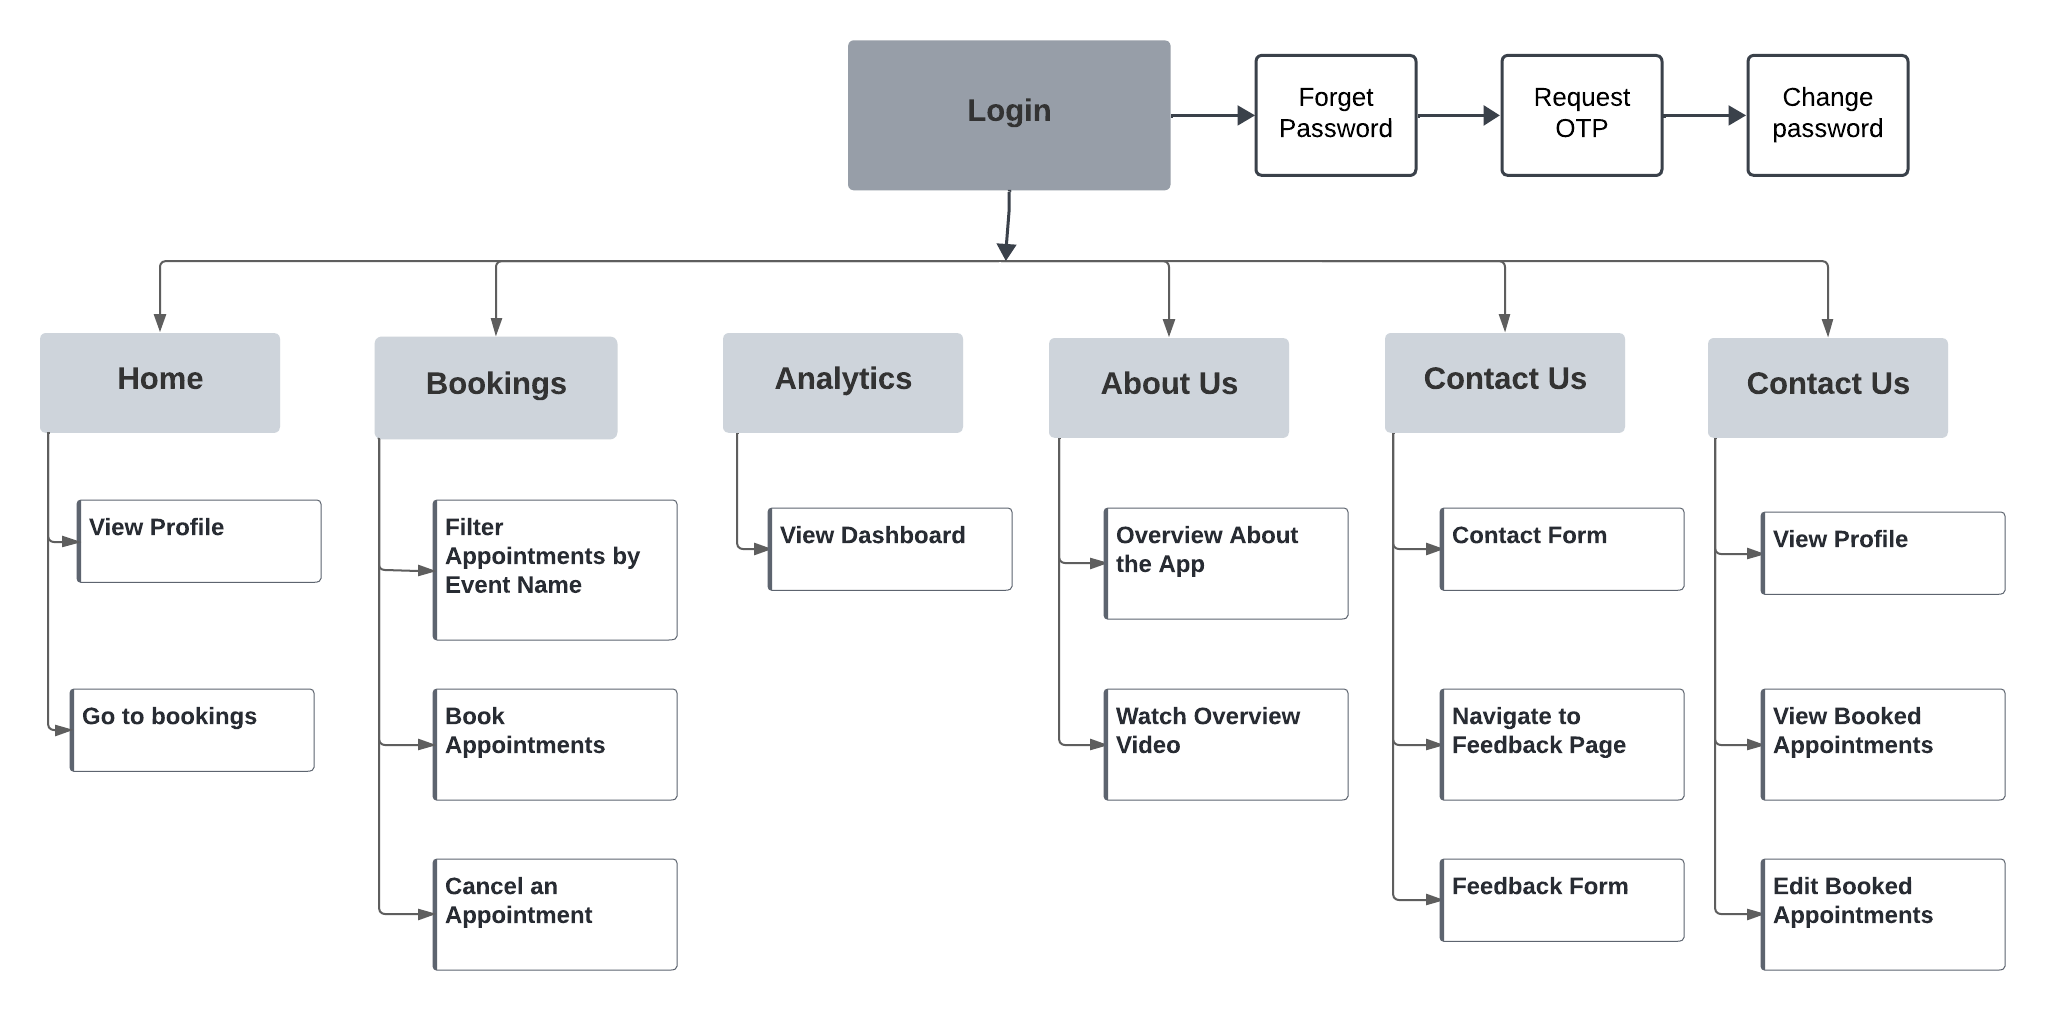 Login
Forget
Password
Request
OTP
Change
password
Home
Bookings
Analytics
About Us
Contact Us
Contact Us
View Profile
Go to bookings
Filter
Appointments by
Event Name
Book
Appointments
Cancel an
Appointment
View Dashboard
Overview About
the App
Watch Overview
Video
Contact Form
Navigate to
Feedback Page
Feedback Form
View Profile
View Booked
Appointments
Edit Booked
Appointments